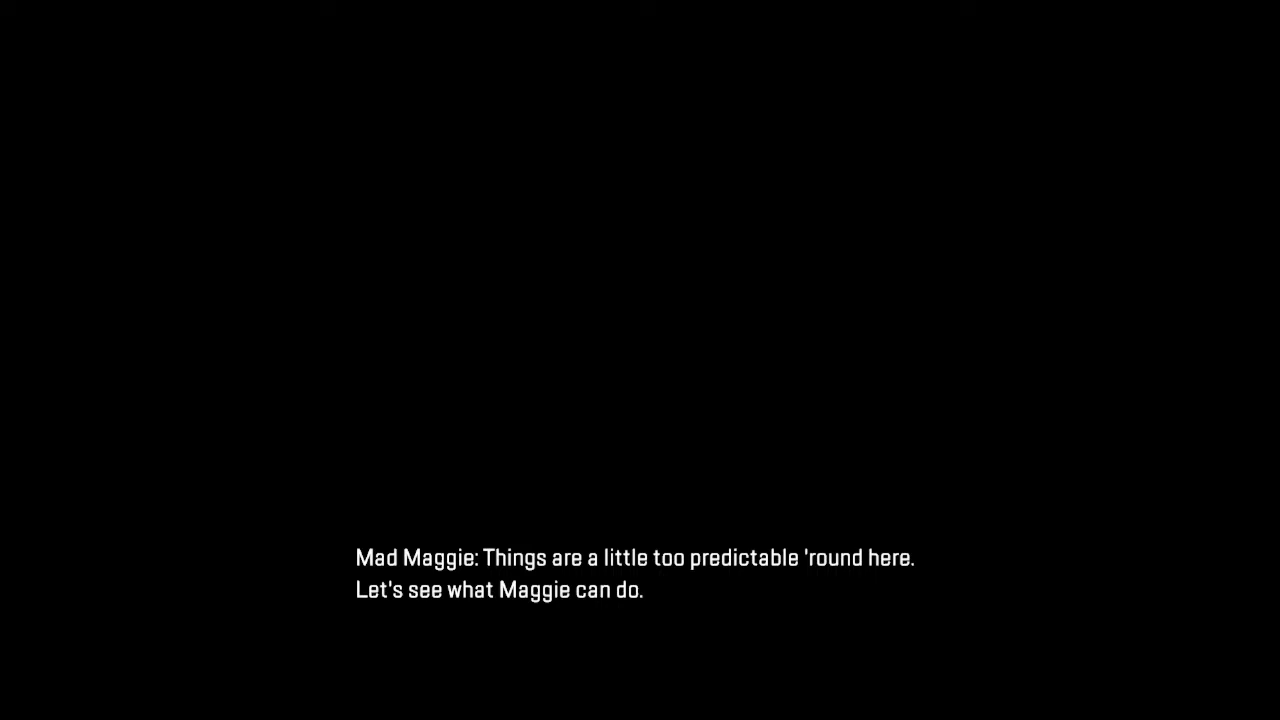 Mad Maggie: Things are a little too predictable 'round here.
Let's see what Maggie can do.